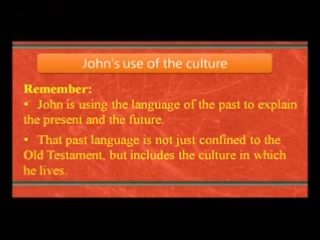 John's use of the culture
Remember:
• John is using the language of the past to explain
the present and the future.
• That past language is not just confined to the
Old Testament, but includes the culture in which
he lives.